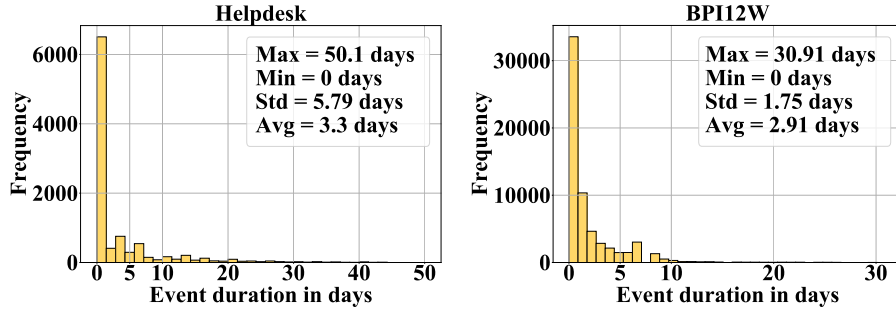 Helpdesk
6000
4000
2000
0
Frequency
Max = 50.1 days
Min = 0 days
Std = 5.79 days
Avg = 3.3 days
0 5 10 20 30 40 50
Event duration in days
BPI12W
30000
20000
10000
0
Frequency
Max = 30.91 days
Min = 0 days
Std = 1.75 days
Avg = 2.91 days
0 5 10 20 30
Event duration in days